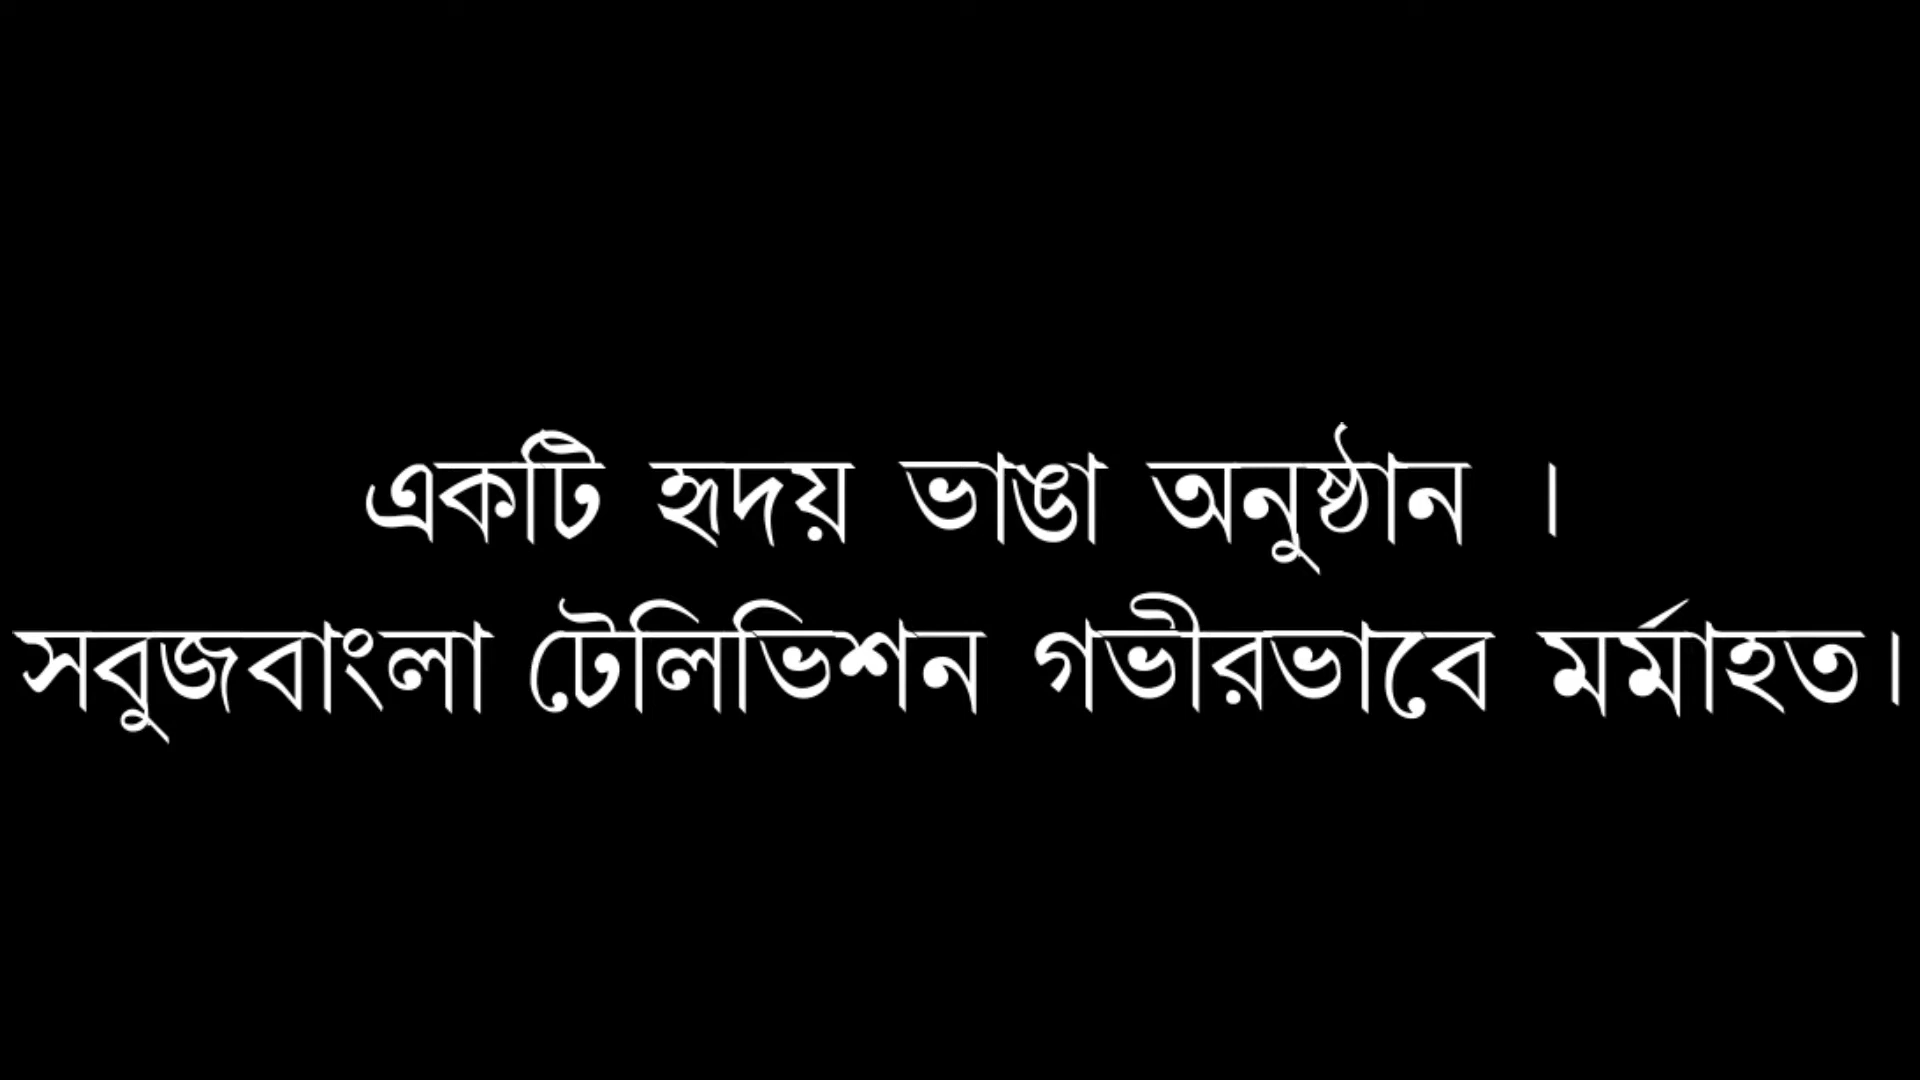 একটি হৃদয় ভাঙা অনুষ্ঠান ।
সবুজবাংলা টেলিভিশন গভীরভাবে মর্মাহত।